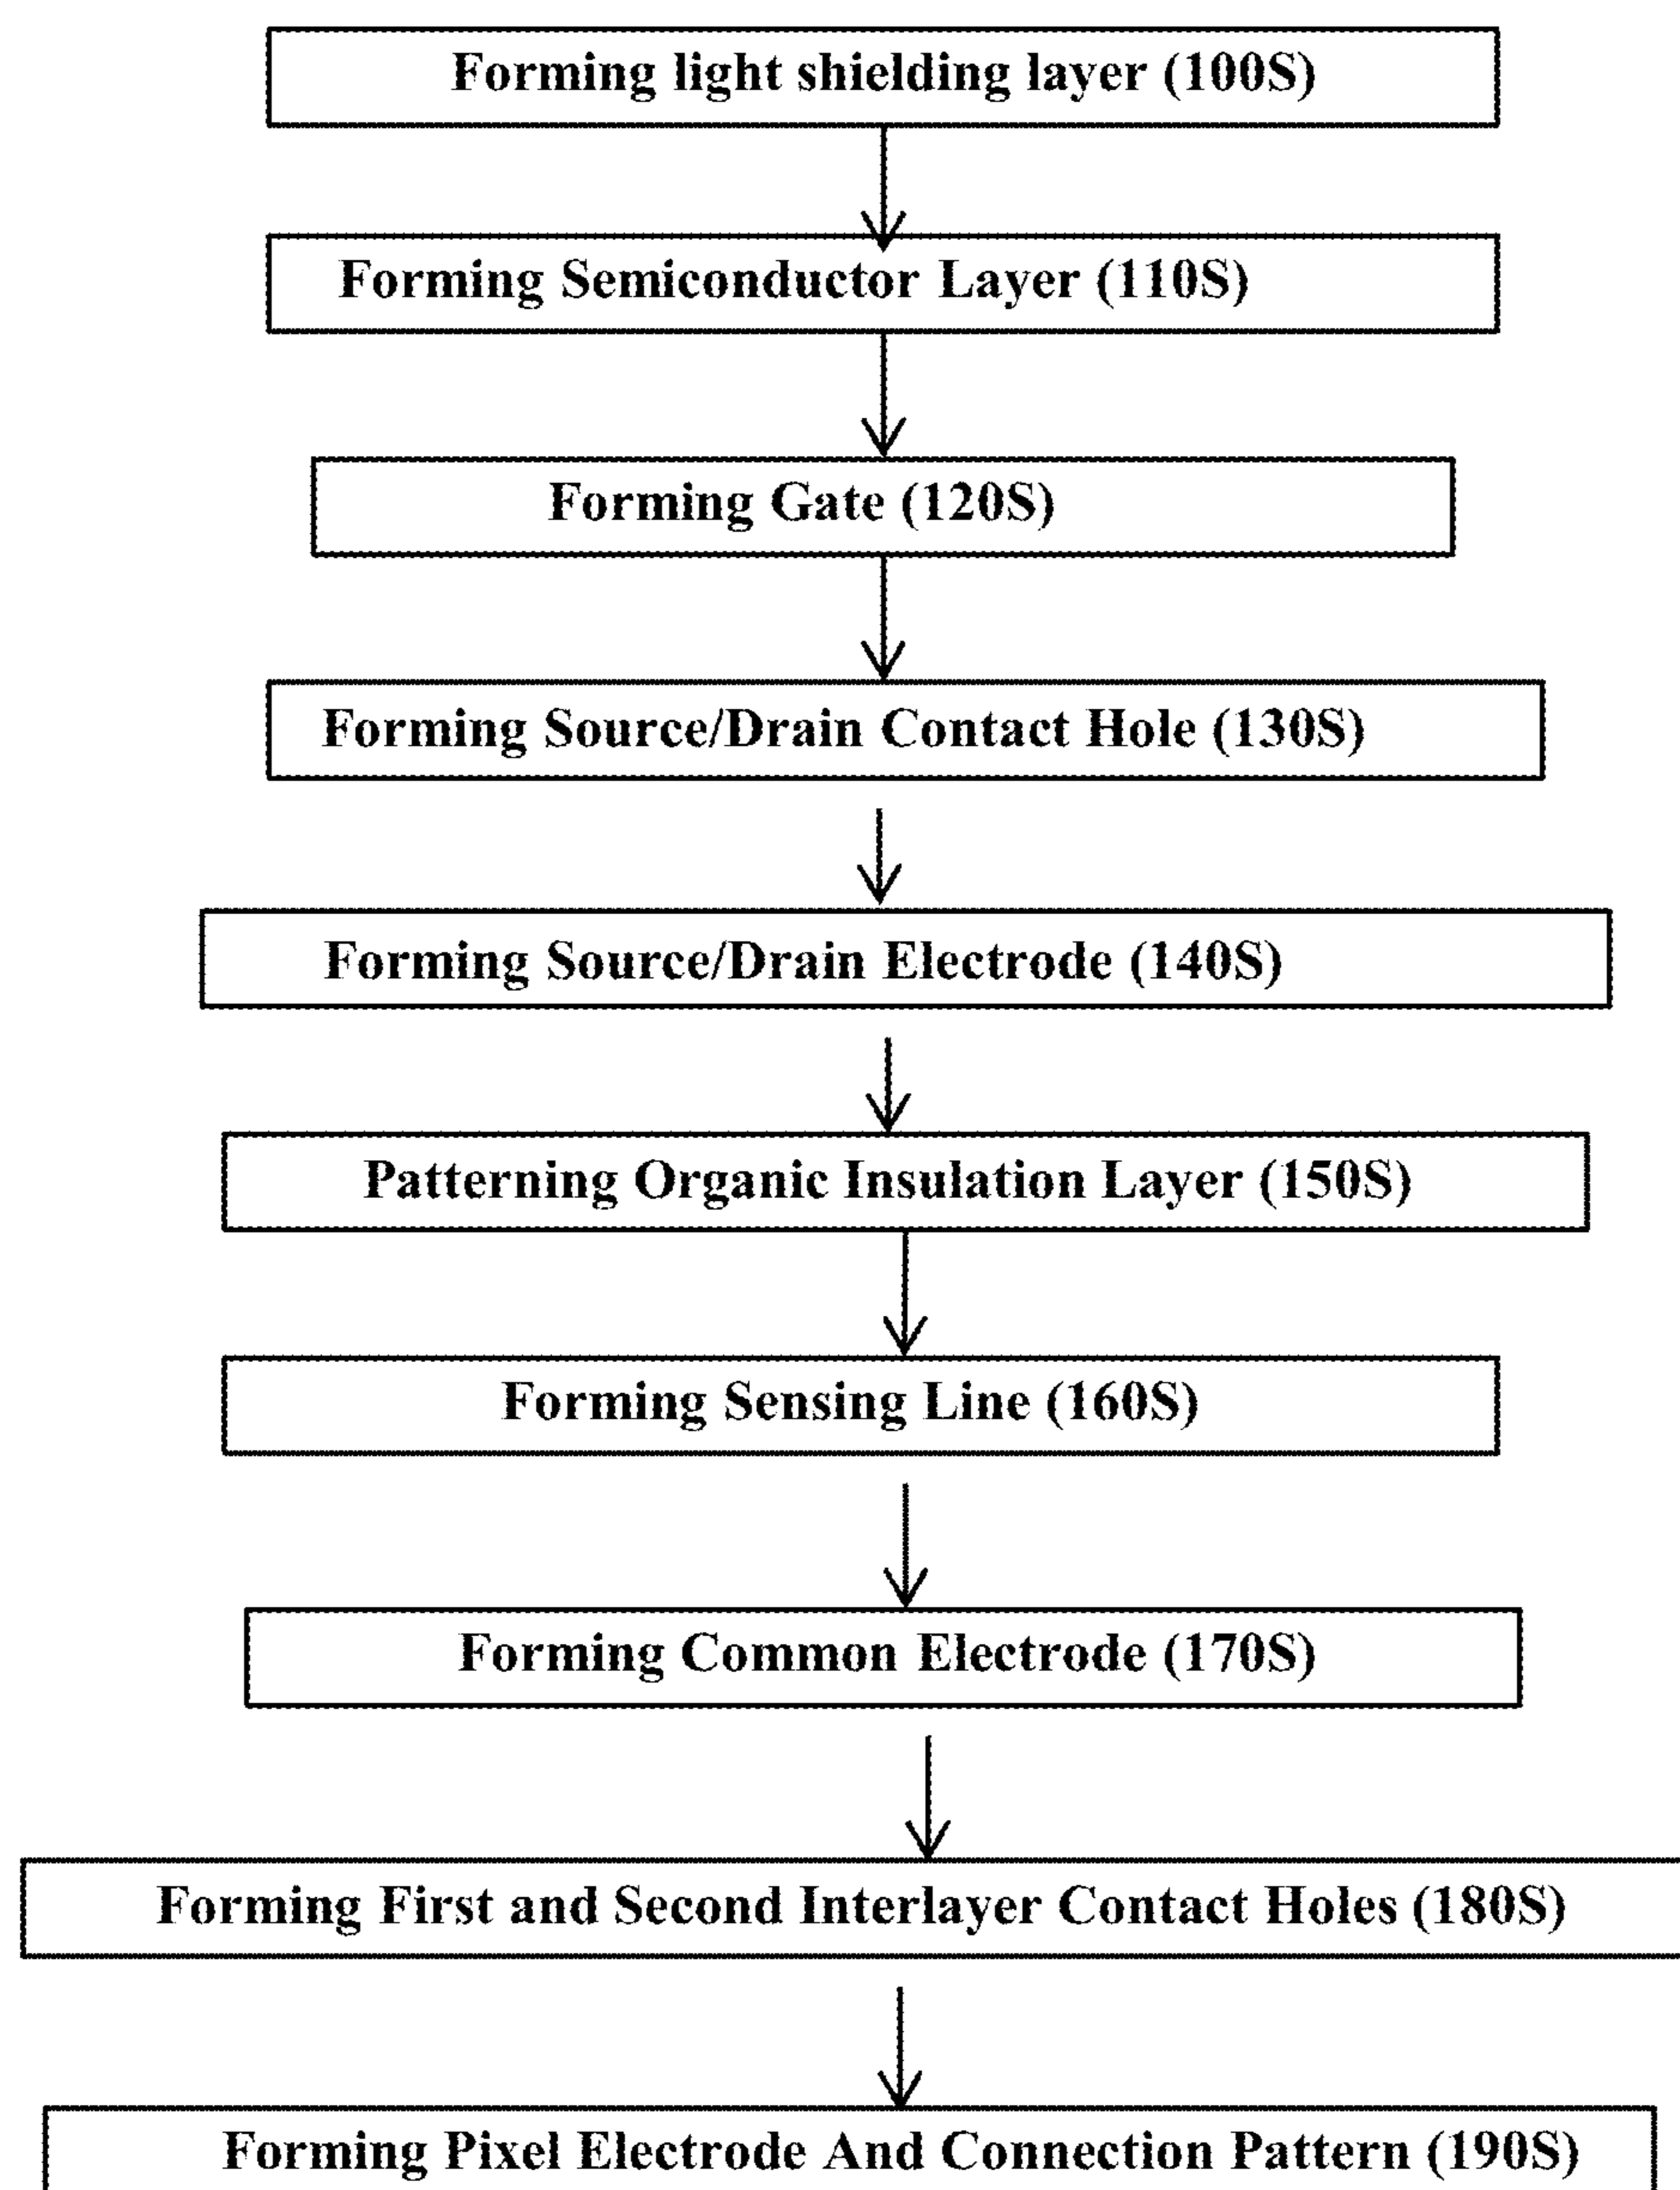 Forming light shielding layer (100S)
Forming Semiconductor Layer (110S)
Forming Gate (120S)
Forming Source/Drain Contact Hole (130S)
Forming Source/Drain Electrode (140S)
Patterning Organic Insulation Layer (150S)
Forming Sensing Line (160S)
Forming Common Electrode (170S)
Forming First and Second Interlayer Contact Holes (180S)
Forming Pixel Electrode And Connection Pattern (190S)